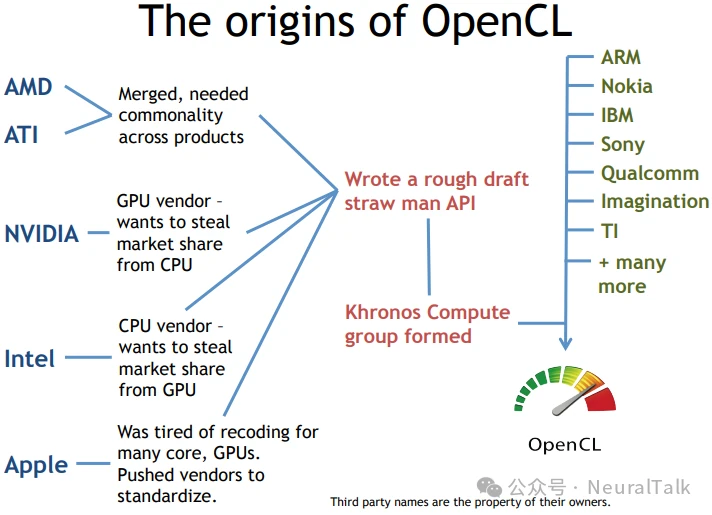 The origins of OpenCL
AMD
ATI
Merged, needed
commonality
across products
NVIDIA
GPU vendor –
wants to steal
market share
from CPU
Intel
CPU vendor –
wants to steal
market share
from GPU
Apple
Was tired of recoding for
many core, GPUs.
Pushed vendors to
standardize.
Wrote a rough draft
straw man API
Khronos Compute
group formed
ARM
Nokia
IBM
Sony
Qualcomm
Imagination
TI
+ many
more
OpenCL
公众号 · NeuralTalk
Third party names are the property of their owners.